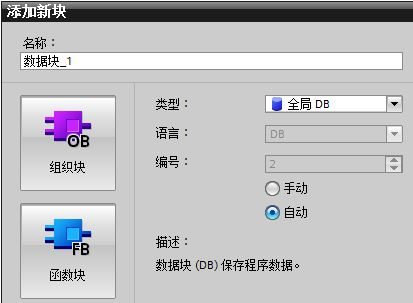 添加新块
名称：
数据块_1
OB
组织块
FB
函数块
类型：
全局 DB
语言：
DB
编号：
2
手动
自动
描述：
数据块 (DB) 保存程序数据。